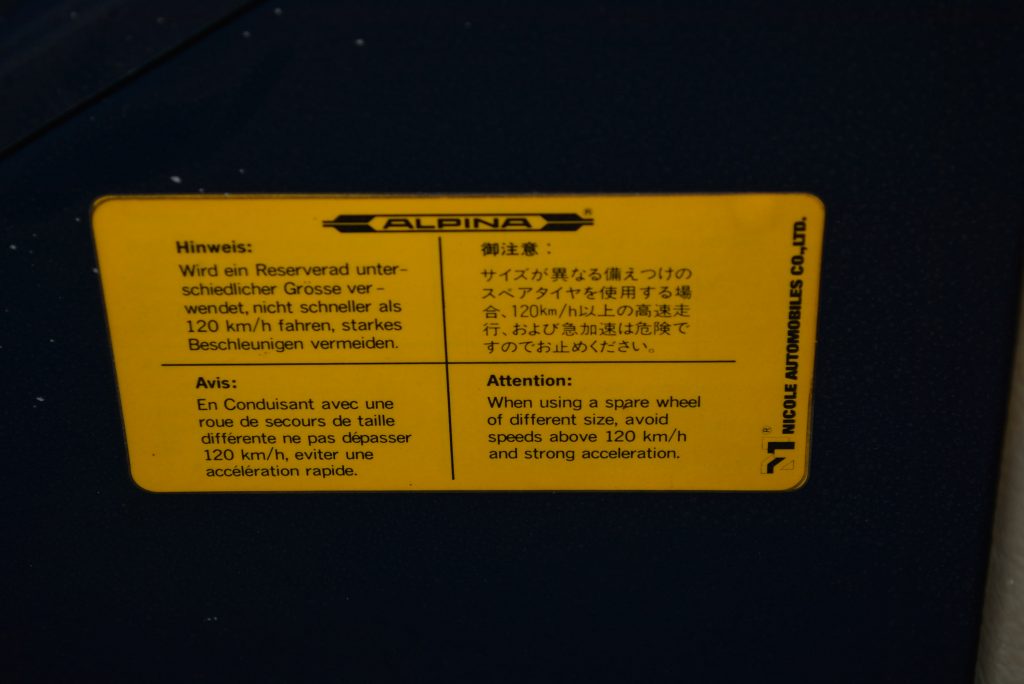 ALPINA®
Hinweis:
Wird ein Reserverad unter-
schiedlicher Grösse ver-
wendet, nicht schneller als
120 km/h fahren, starkes
Beschleunigen vermeiden.
御注意：
サイズが異なる備えつけの
スペアタイヤを使用する場
合、120km/h以上の高速走
行、および急加速は危険で
すのでお止めください。
Avis:
En Conduisant avec une
roue de secours de taille
différente ne pas dépasser
120 km/h, eviter une
accélération rapide.
Attention:
When using a spare wheel
of different size, avoid
speeds above 120 km/h
and strong acceleration.
® NICOLE AUTOMOBILES CO.,LTD.